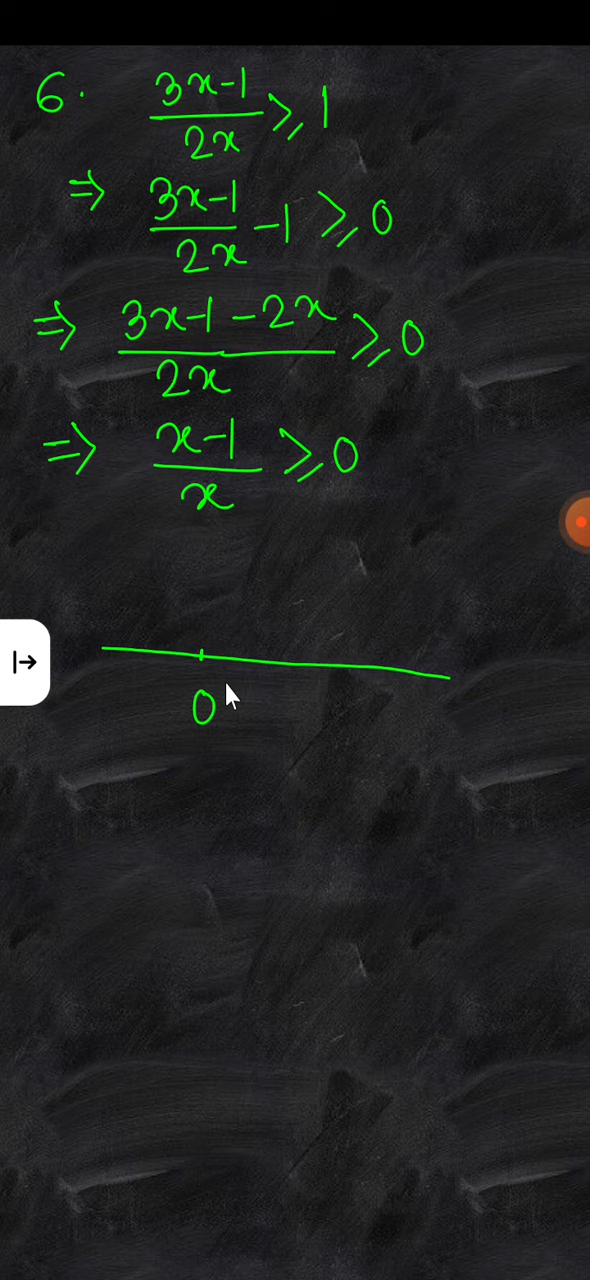 6. (3x-1)/(2x) ⩾ 1
⇒ (3x-1)/(2x) -1 ⩾ 0
⇒ (3x-1-2x)/(2x) ⩾ 0
⇒ (x-1)/x ⩾ 0
0